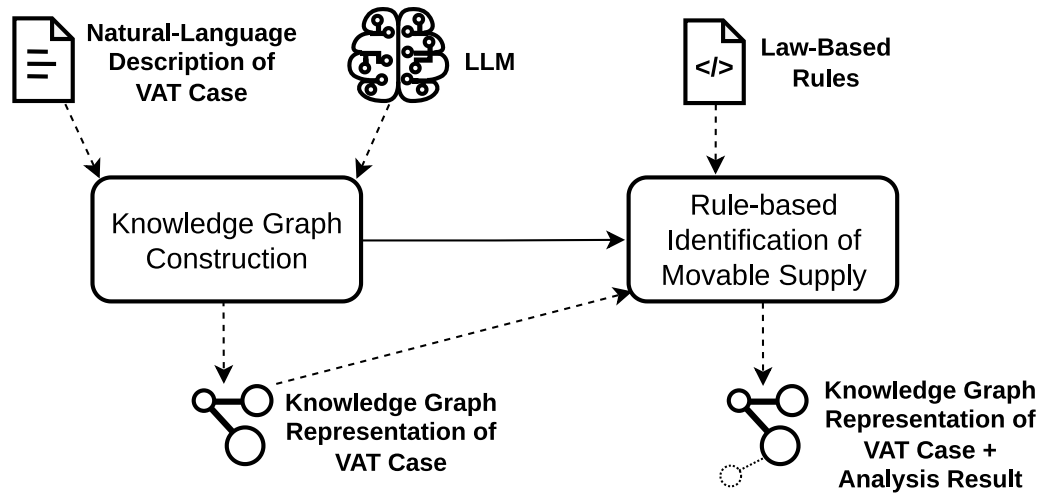 Natural-Language
Description of
VAT Case
LLM
</>
Law-Based
Rules
Knowledge Graph
Construction
Rule-based
Identification of
Movable Supply
Knowledge Graph
Representation of
VAT Case
Knowledge Graph
Representation of
VAT Case +
Analysis Result